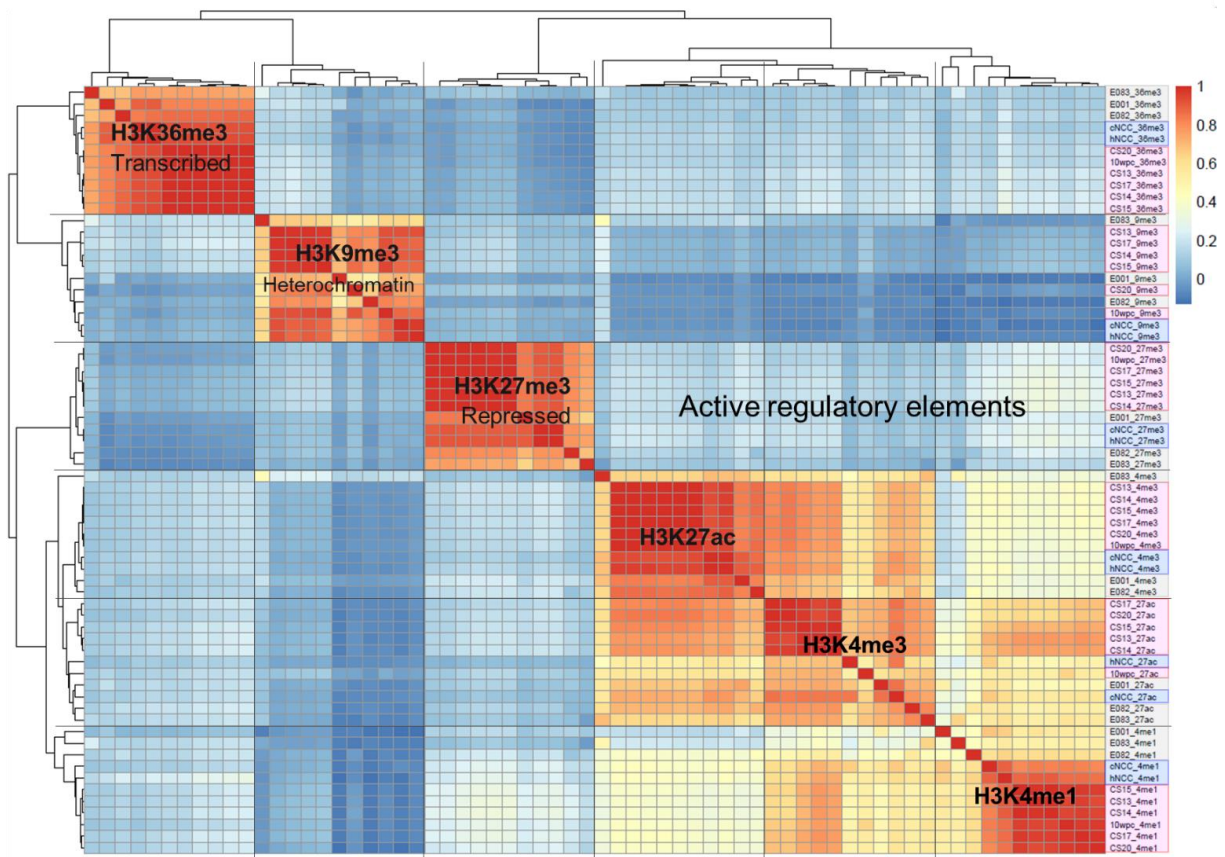 H3K36me3
Transcribed
H3K9me3
Heterochromatin
H3K27me3
Repressed
Active regulatory elements
H3K27ac
H3K4me3
H3K4me1
E083_36me3
E001_36me3
E082_36me3
cNCC_36me3
hNCC_36me3
CS20_36me3
10wpc_36me3
CS13_36me3
CS17_36me3
CS14_36me3
CS15_36me3
E083_9me3
CS13_9me3
CS17_9me3
CS14_9me3
CS15_9me3
E001_9me3
CS20_9me3
E082_9me3
10wpc_9me3
cNCC_9me3
hNCC_9me3
CS20_27me3
10wpc_27me3
CS17_27me3
CS15_27me3
CS13_27me3
CS14_27me3
E001_27me3
cNCC_27me3
hNCC_27me3
E082_27me3
E083_27me3
E083_4me3
CS13_4me3
CS14_4me3
CS15_4me3
CS17_4me3
CS20_4me3
10wpc_4me3
cNCC_4me3
hNCC_4me3
E001_4me3
E082_4me3
CS17_27ac
CS20_27ac
CS15_27ac
CS13_27ac
CS14_27ac
hNCC_27ac
10wpc_27ac
E001_27ac
cNCC_27ac
E082_27ac
E083_27ac
E001_4me1
E083_4me1
E082_4me1
cNCC_4me1
hNCC_4me1
CS15_4me1
CS13_4me1
CS14_4me1
10wpc_4me1
CS17_4me1
CS20_4me1
1
0.8
0.6
0.4
0.2
0